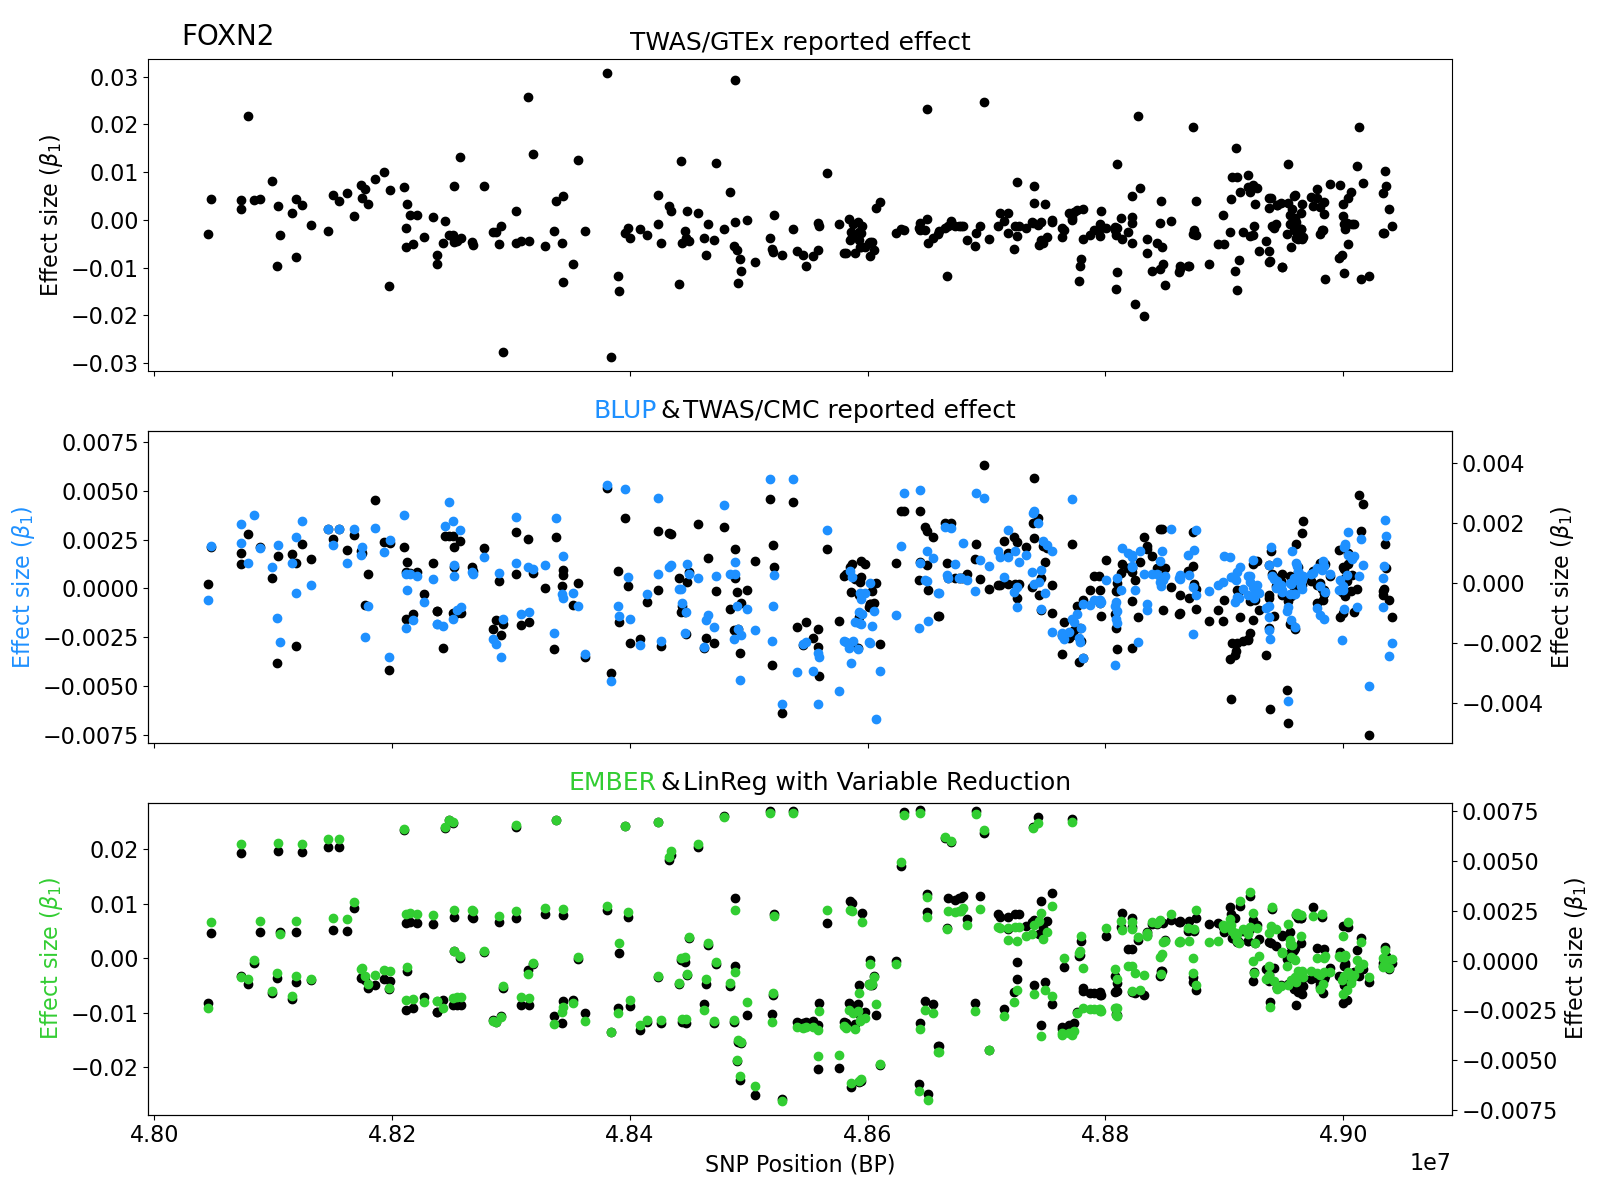 FOXN2
TWAS/GTEx reported effect
0.03
0.02
0.01
0.00
−0.01
−0.02
−0.03
Effect size (β1)
BLUP & TWAS/CMC reported effect
0.0075
0.0050
0.0025
0.0000
−0.0025
−0.0050
−0.0075
Effect size (β1)
0.004
0.002
0.000
−0.002
−0.004
Effect size (β1)
EMBER & LinReg with Variable Reduction
0.02
0.01
0.00
−0.01
−0.02
Effect size (β1)
0.0075
0.0050
0.0025
0.0000
−0.0025
−0.0050
−0.0075
Effect size (β1)
4.80 4.82 4.84 4.86 4.88 4.90
SNP Position (BP)
1e7